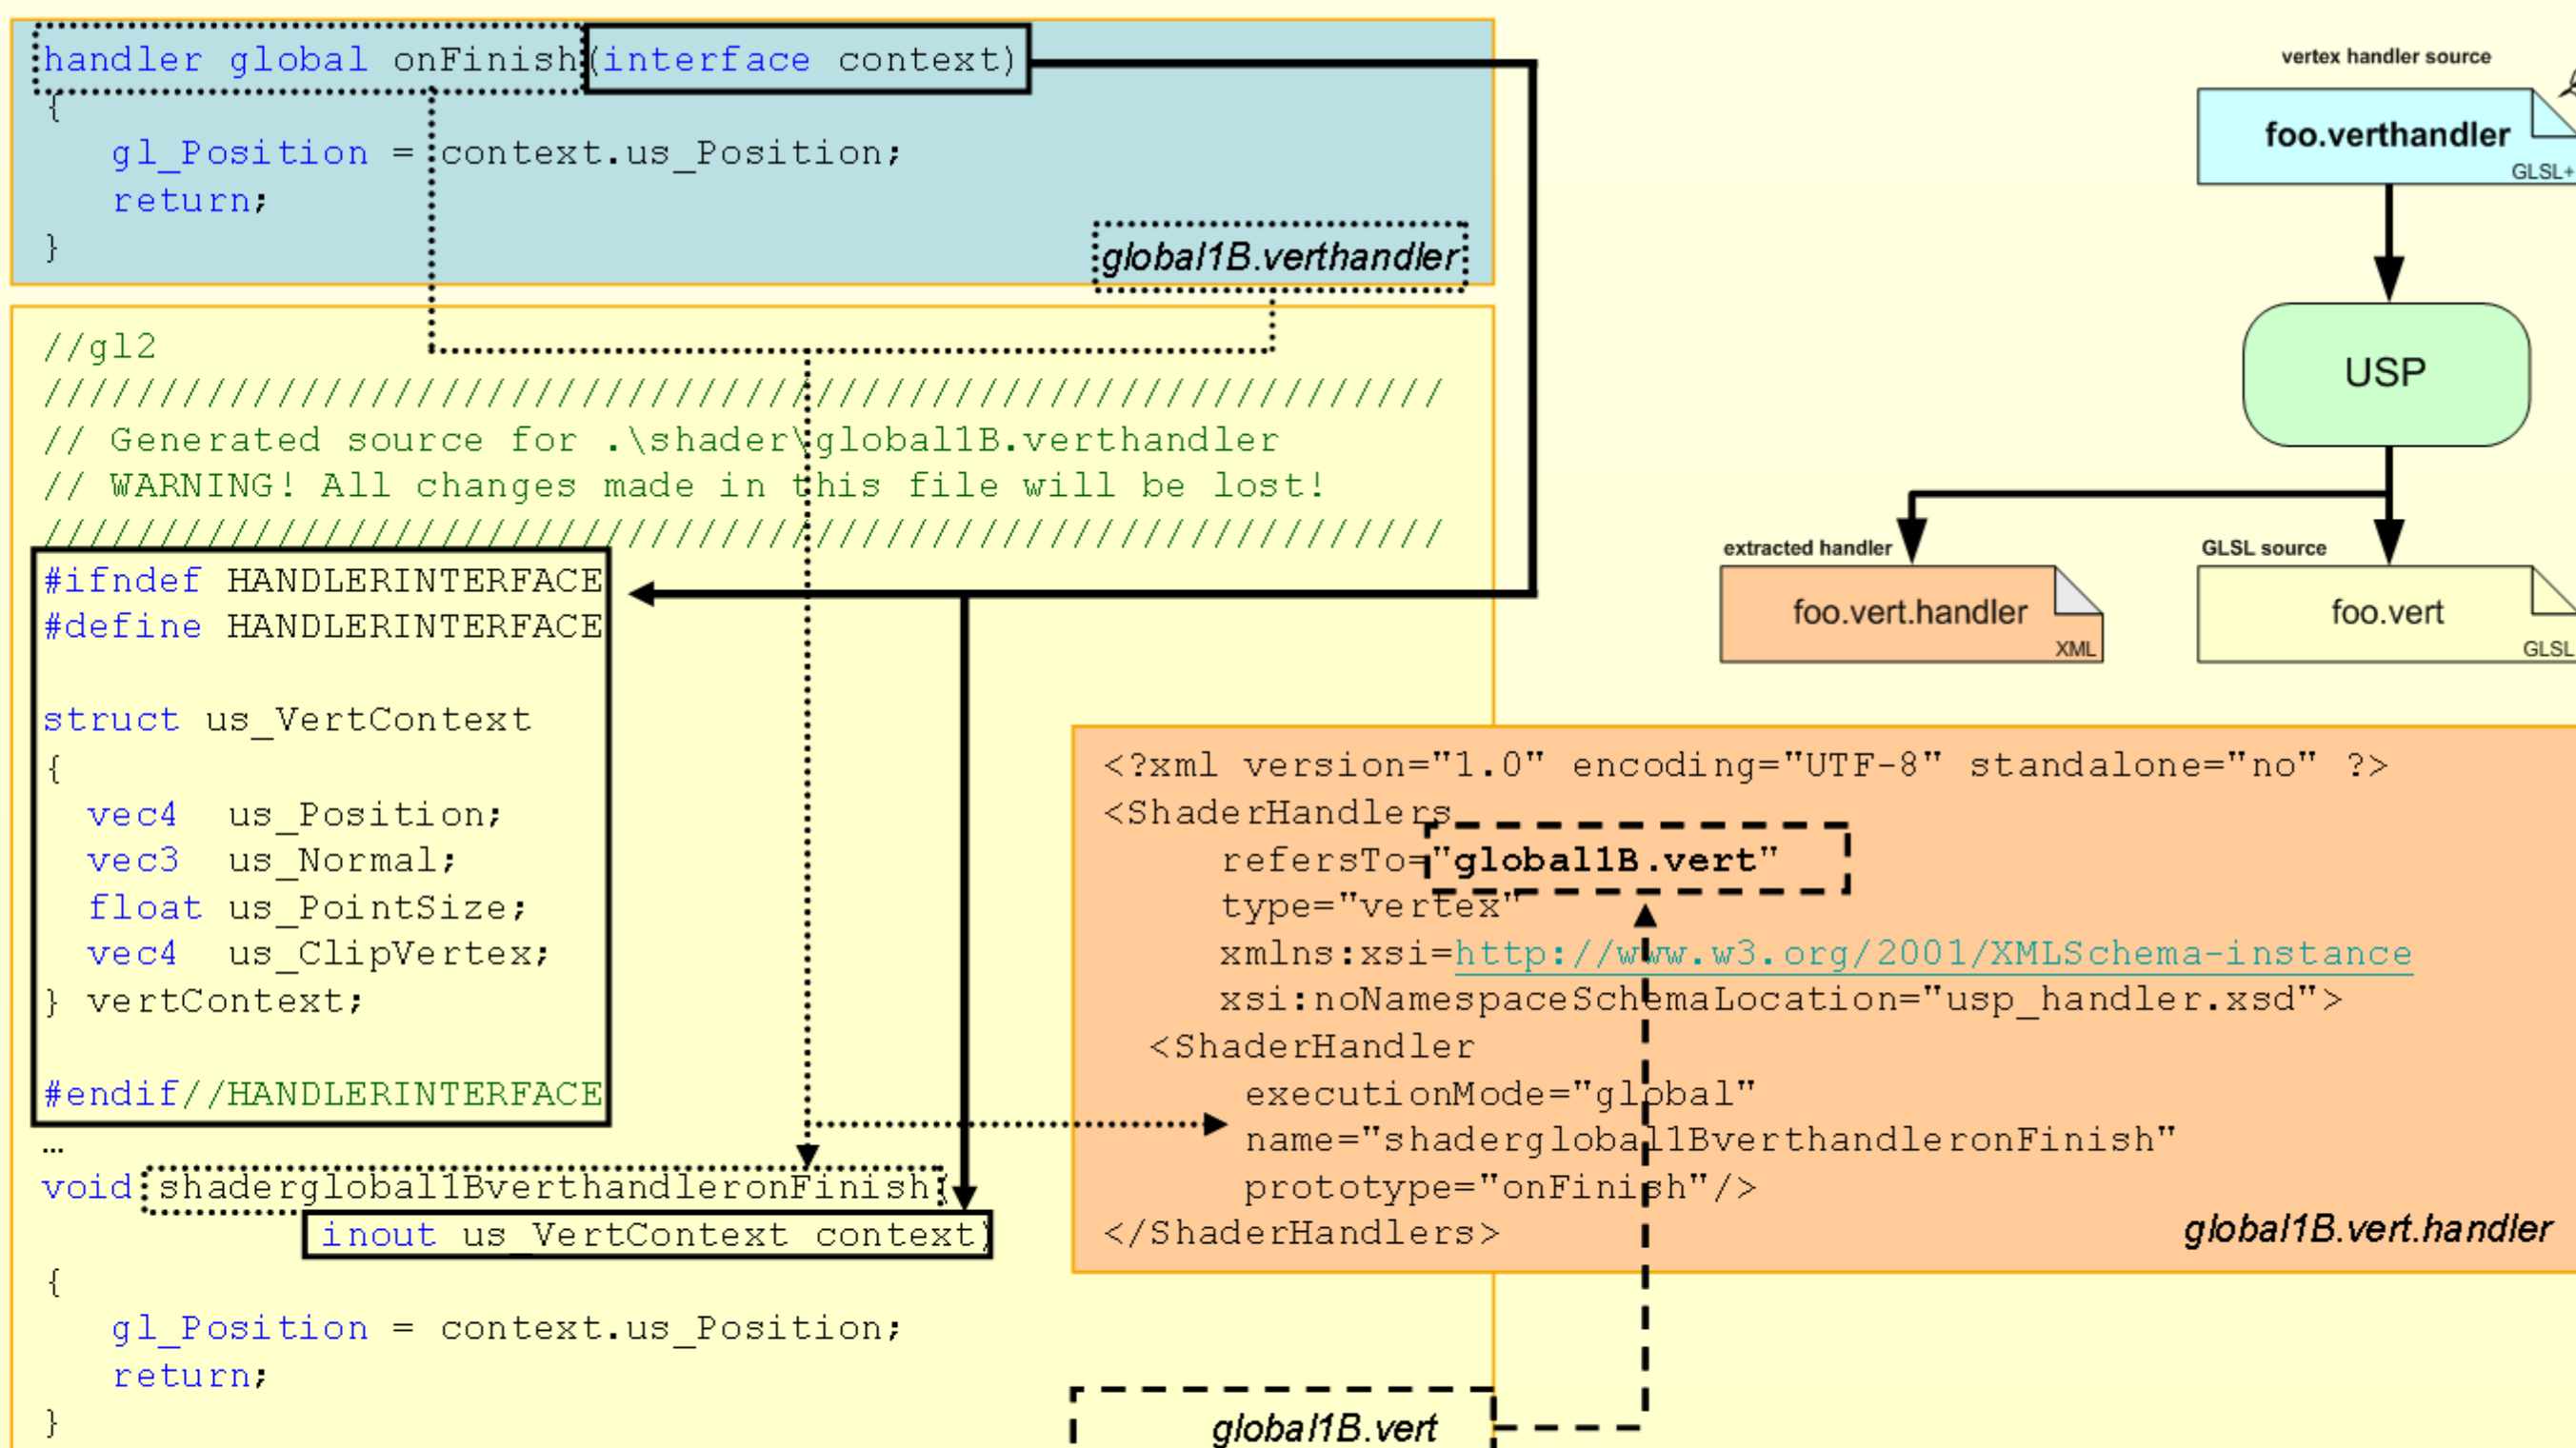 handler global onFinish(interface context)
{
gl_Position = context.us_Position;
return;
}
global1B.verthandler
//gl2
////////////////////////////////////////////////////////////
// Generated source for .\shader\global1B.verthandler
// WARNING! All changes made in this file will be lost!
////////////////////////////////////////////////////////////
#ifndef HANDLERINTERFACE
#define HANDLERINTERFACE
struct us_VertContext
{
vec4 us_Position;
vec3 us_Normal;
float us_PointSize;
vec4 us_ClipVertex;
} vertContext;
#endif//HANDLERINTERFACE
…
void shaderglobal1BverthandleronFinish(
inout us_VertContext context)
{
gl_Position = context.us_Position;
return;
}
global1B.vert
vertex handler source
foo.verthandler
GLSL+
USP
extracted handler
foo.vert.handler
XML
GLSL source
foo.vert
GLSL
<?xml version="1.0" encoding="UTF-8" standalone="no" ?>
<ShaderHandlers
refersTo="global1B.vert"
type="vertex"
xmlns:xsi=http://www.w3.org/2001/XMLSchema-instance
xsi:noNamespaceSchemaLocation="usp_handler.xsd">
<ShaderHandler
executionMode="global"
name="shaderglobal1BverthandleronFinish"
prototype="onFinish"/>
</ShaderHandlers>
global1B.vert.handler